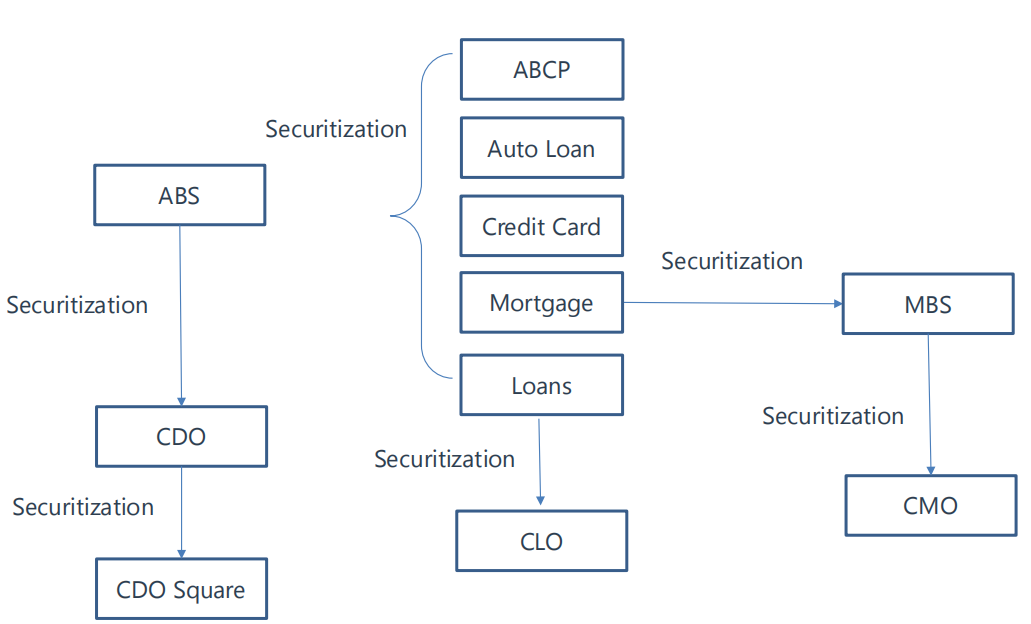 ABCP
Securitization
Auto Loan
ABS
Credit Card
Securitization
Mortgage
Securitization
MBS
Loans
Securitization
CDO
Securitization
Securitization
CMO
CLO
CDO Square